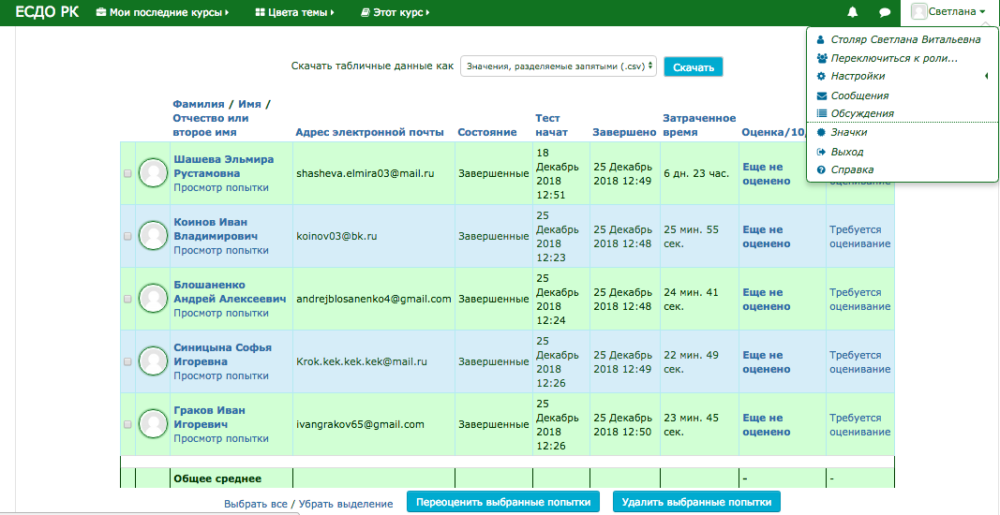 ЕСДО РК Мои последние курсы Цвета темы Этот курс Светлана
Столяр Светлана Витальевна
Переключиться к роли...
Настройки
Сообщения
Обсуждения
Значки
Выход
Справка
Скачать табличные данные как Значения, разделяемые запятыми (.csv) Скачать
Фамилия / Имя /
Отчество или
второе имя
Адрес электронной почты
Состояние
Тест
начат
Завершено
Затраченное
время
Оценка/10,
Шашева Эльмира
Рустамовна
Просмотр попытки
shasheva.elmira03@mail.ru
Завершенные
18
Декабрь
2018
12:51
25 Декабрь
2018 12:49
6 дн. 23 час.
Еще не
оценено
оценивание
Коинов Иван
Владимирович
Просмотр попытки
koinov03@bk.ru
Завершенные
25
Декабрь
2018
12:23
25 Декабрь
2018 12:48
25 мин. 55
сек.
Еще не
оценено
Требуется
оценивание
Блошаненко
Андрей Алексеевич
Просмотр попытки
andrejblosanenko4@gmail.com
Завершенные
25
Декабрь
2018
12:24
25 Декабрь
2018 12:48
24 мин. 41
сек.
Еще не
оценено
Требуется
оценивание
Синицына Софья
Игоревна
Просмотр попытки
Krok.kek.kek.kek@mail.ru
Завершенные
25
Декабрь
2018
12:26
25 Декабрь
2018 12:49
22 мин. 49
сек.
Еще не
оценено
Требуется
оценивание
Граков Иван
Игоревич
Просмотр попытки
ivangrakov65@gmail.com
Завершенные
25
Декабрь
2018
12:26
25 Декабрь
2018 12:50
23 мин. 45
сек.
Еще не
оценено
Требуется
оценивание
Общее среднее - -
Выбрать все / Убрать выделение Переоценить выбранные попытки Удалить выбранные попытки